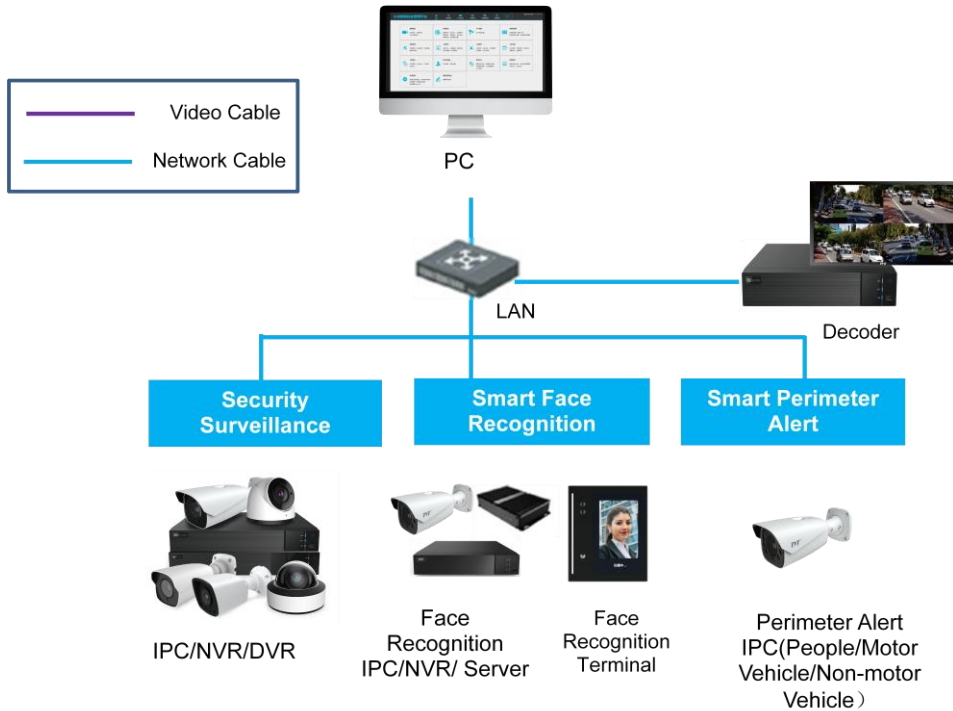 Video Cable
Network Cable
PC
LAN
Decoder
Security
Surveillance
Smart Face
Recognition
Smart Perimeter
Alert
IPC/NVR/DVR
Face
Recognition
IPC/NVR/ Server
Face
Recognition
Terminal
Perimeter Alert
IPC(People/Motor
Vehicle/Non-motor
Vehicle）